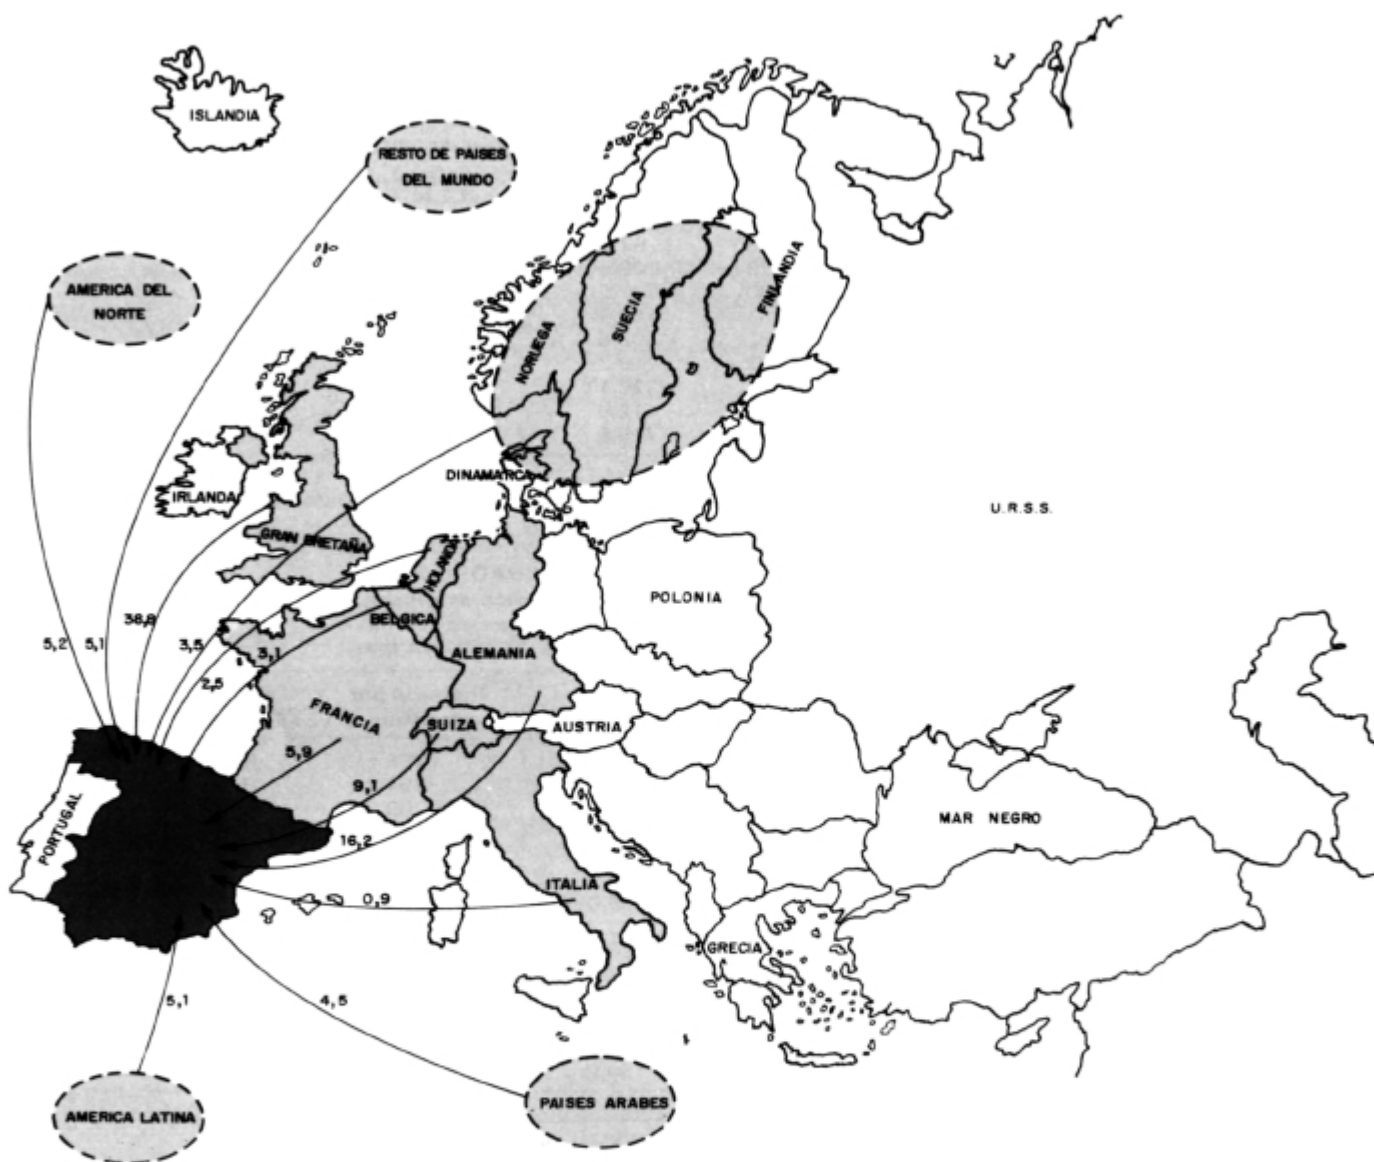 ISLANDIA
RESTO DE PAISES
DEL MUNDO
AMERICA DEL
NORTE
NORUEGA
SUECIA
FINLANDIA
DINAMARCA
IRLANDA
GRAN BRETAÑA
HOLANDA
BELGICA
ALEMANIA
POLONIA
U.R.S.S.
5,2
5,1
38,8
3,5
3,1
2,5
FRANCIA
SUIZA
AUSTRIA
5,9
9,1
16,2
PORTUGAL
MAR NEGRO
ITALIA
0,9
GRECIA
5,1
4,5
AMERICA LATINA
PAISES ARABES